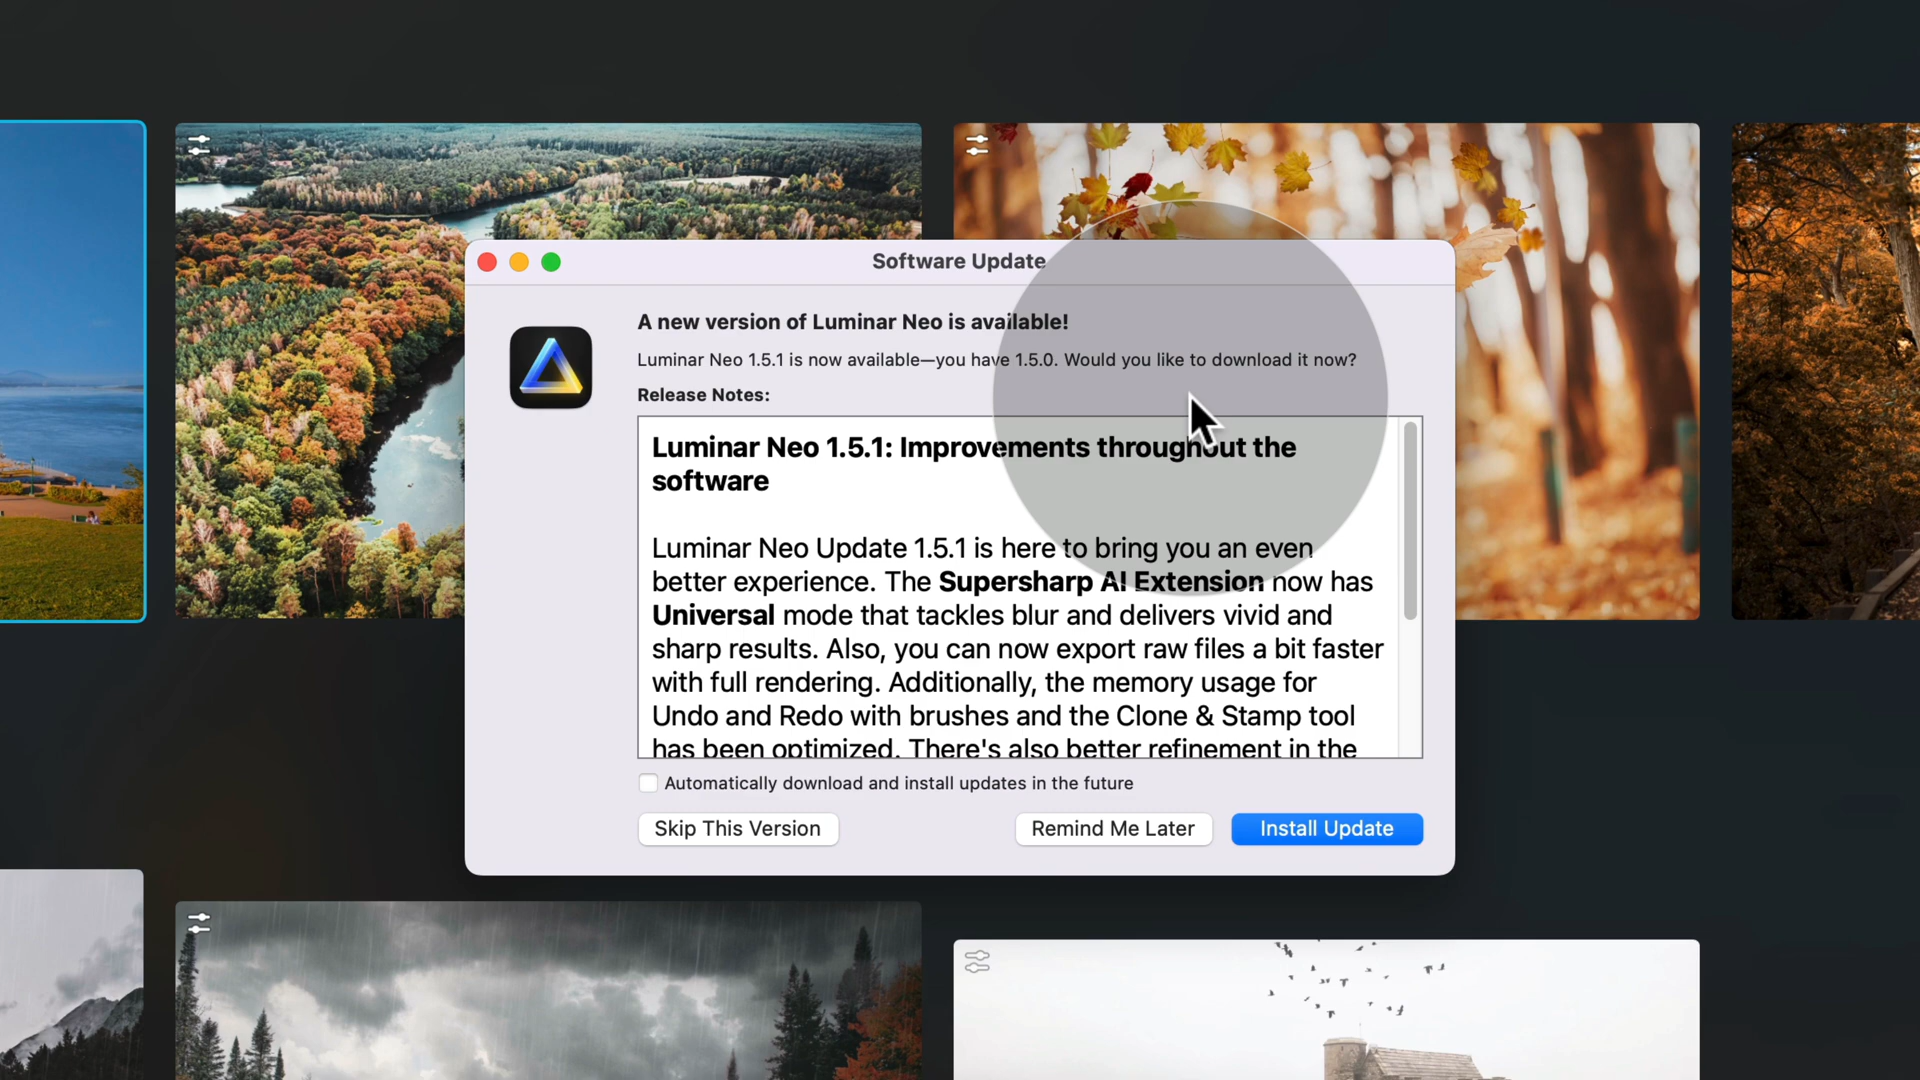 Software Update
A new version of Luminar Neo is available!
Luminar Neo 1.5.1 is now available—you have 1.5.0. Would you like to download it now?
Release Notes:
Luminar Neo 1.5.1: Improvements throughout the
software
Luminar Neo Update 1.5.1 is here to bring you an even
better experience. The Supersharp AI Extension now has
Universal mode that tackles blur and delivers vivid and
sharp results. Also, you can now export raw files a bit faster
with full rendering. Additionally, the memory usage for
Undo and Redo with brushes and the Clone & Stamp tool
has been optimized. There's also better refinement in the
Automatically download and install updates in the future
Skip This Version
Remind Me Later
Install Update